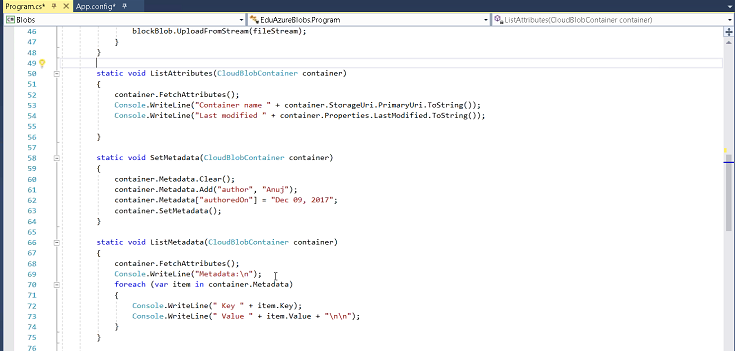 Program.cs* App.config*
Blobs EduAzureBlobs.Program ListAttributes(CloudBlobContainer container)
46 blockBlob.UploadFromStream(fileStream);
47 }
48 }
49
50 static void ListAttributes(CloudBlobContainer container)
51 {
52 container.FetchAttributes();
53 Console.WriteLine("Container name " + container.StorageUri.PrimaryUri.ToString());
54 Console.WriteLine("Last modified " + container.Properties.LastModified.ToString());
55
56 }
57
58 static void SetMetadata(CloudBlobContainer container)
59 {
60 container.Metadata.Clear();
61 container.Metadata.Add("author", "Anuj");
62 container.Metadata["authoredOn"] = "Dec 09, 2017";
63 container.SetMetadata();
64 }
65
66 static void ListMetadata(CloudBlobContainer container)
67 {
68 container.FetchAttributes();
69 Console.WriteLine("Metadata:\n");
70 foreach (var item in container.Metadata)
71 {
72 Console.WriteLine(" Key " + item.Key);
73 Console.WriteLine(" Value " + item.Value + "\n\n");
74 }
75 }
76